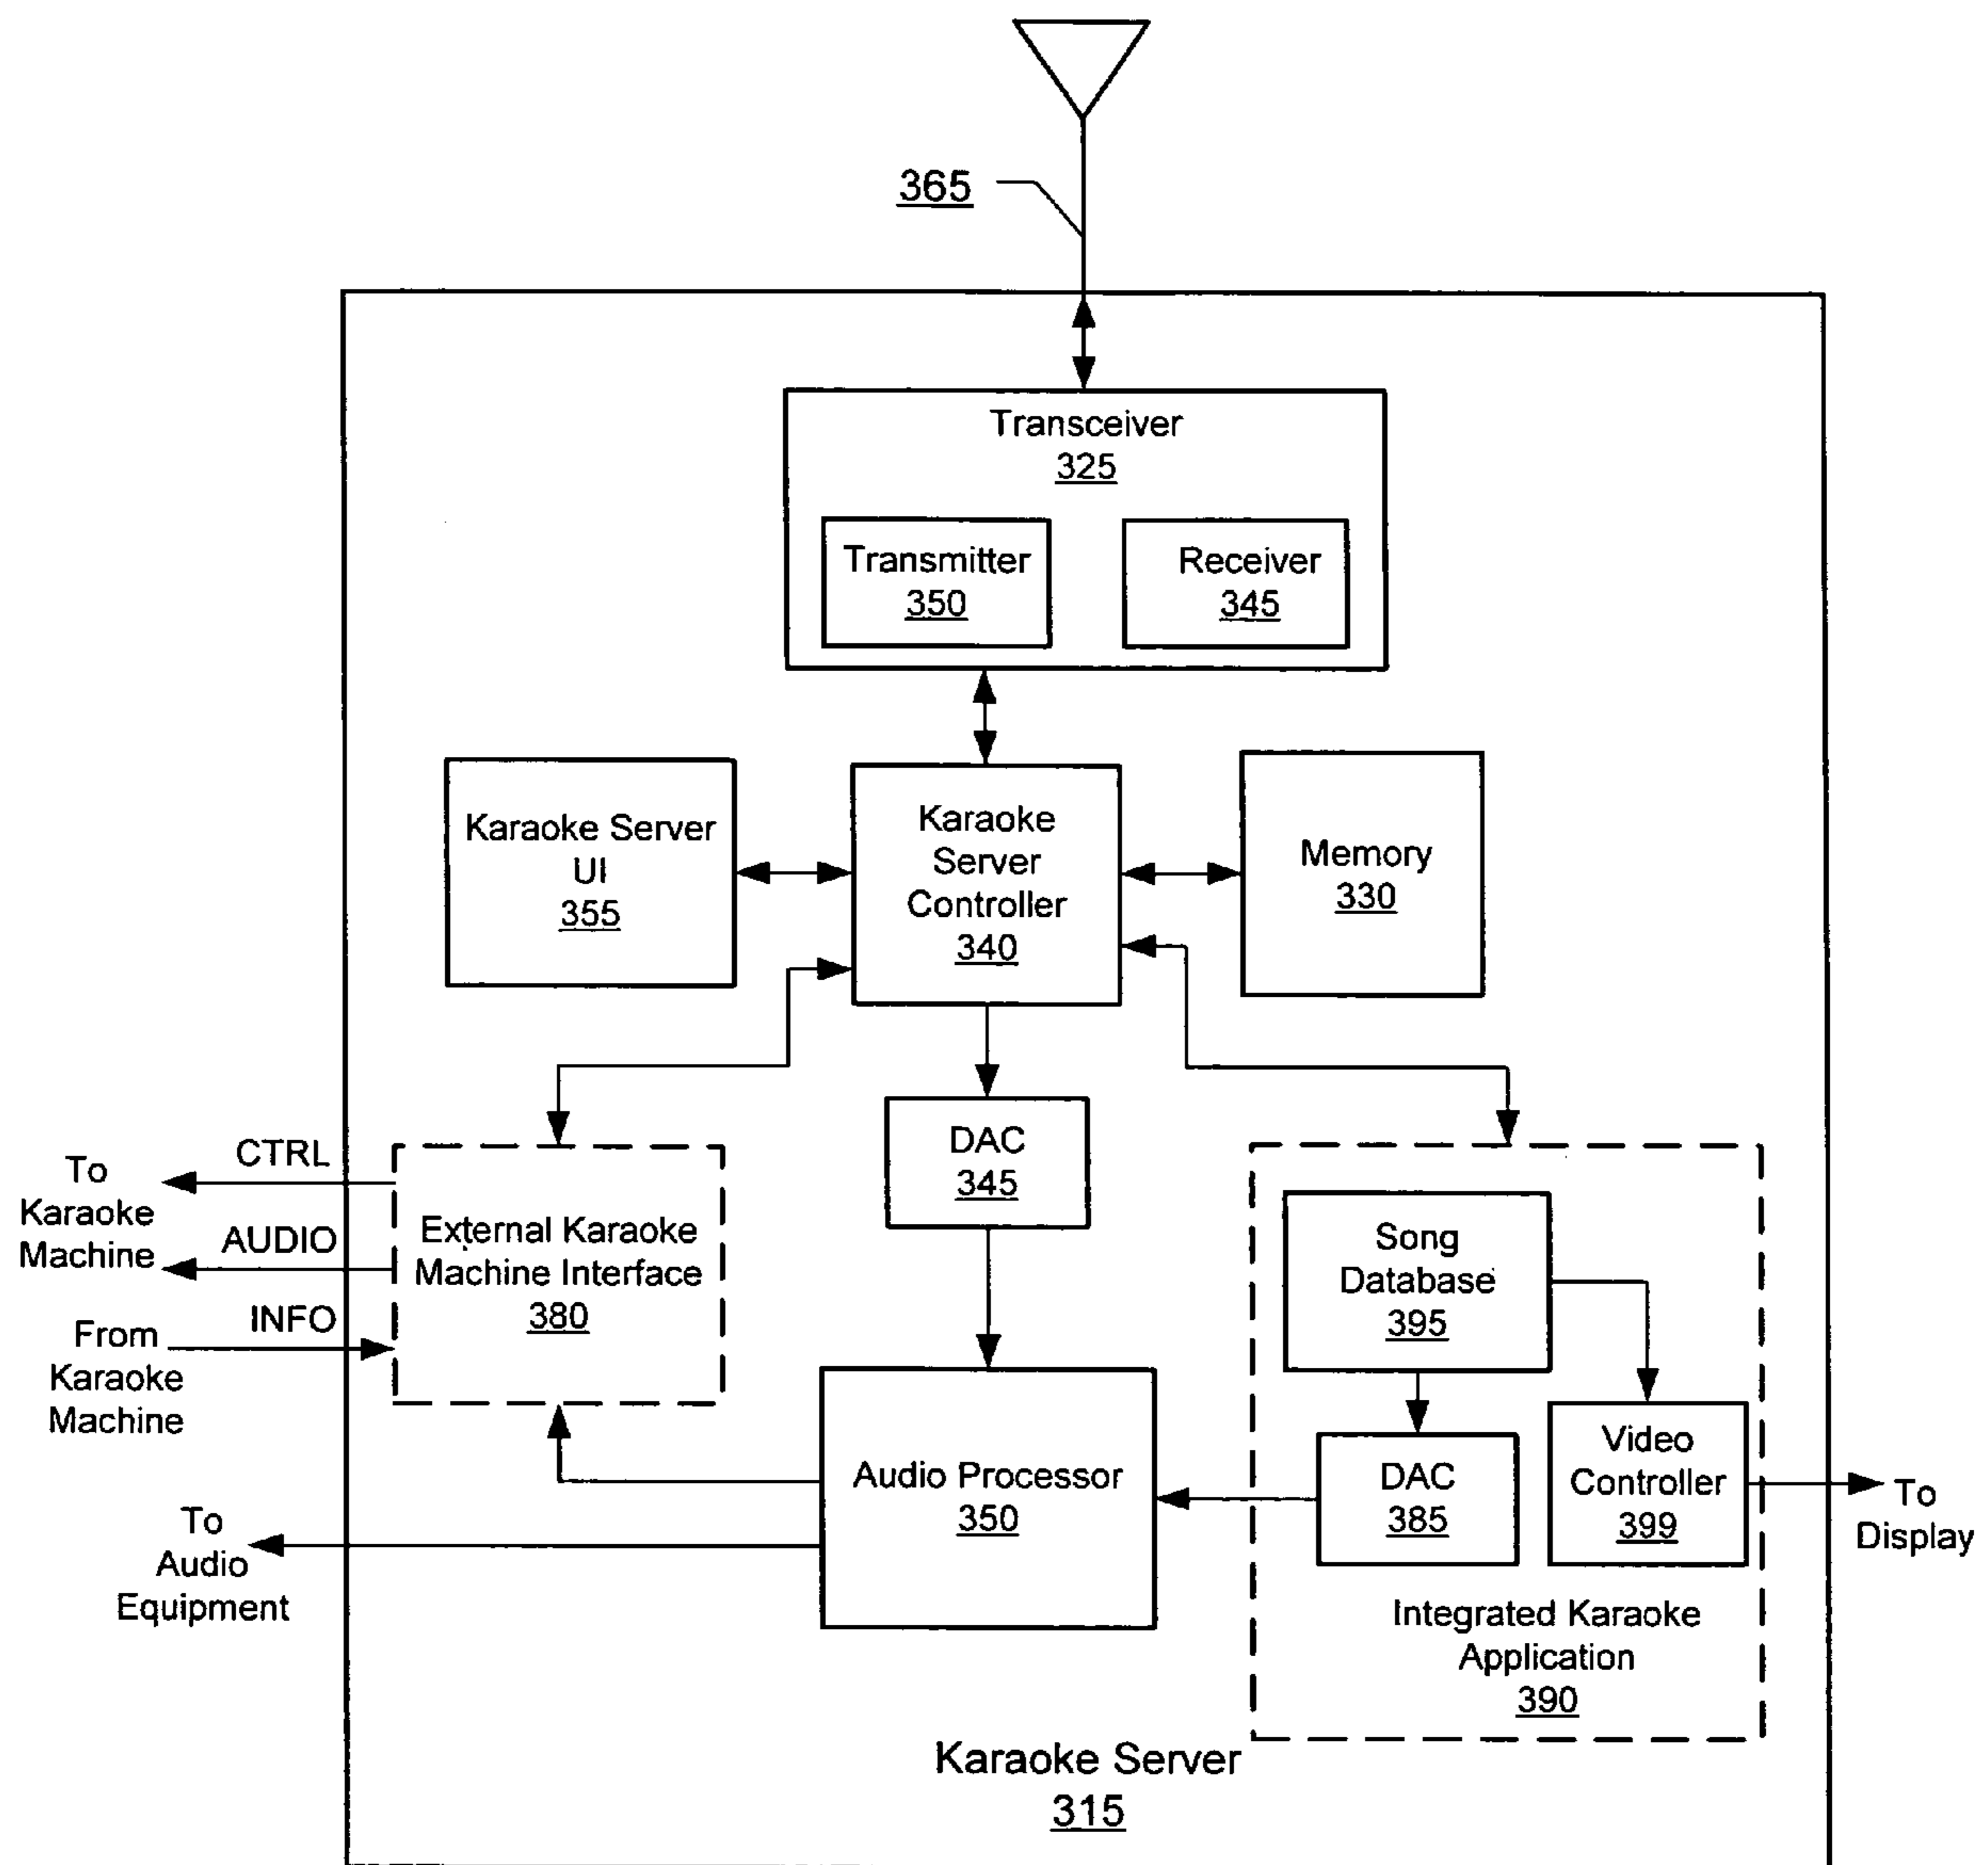 365
Transceiver
325
Transmitter
350
Receiver
345
Karaoke Server
UI
355
Karaoke
Server
Controller
340
Memory
330
DAC
345
To
Karaoke
Machine
CTRL
AUDIO
INFO
From
Karaoke
Machine
External Karaoke
Machine Interface
380
Song
Database
395
Audio Processor
350
DAC
385
Video
Controller
399
To
Display
To
Audio
Equipment
Integrated Karaoke
Application
390
Karaoke Server
315